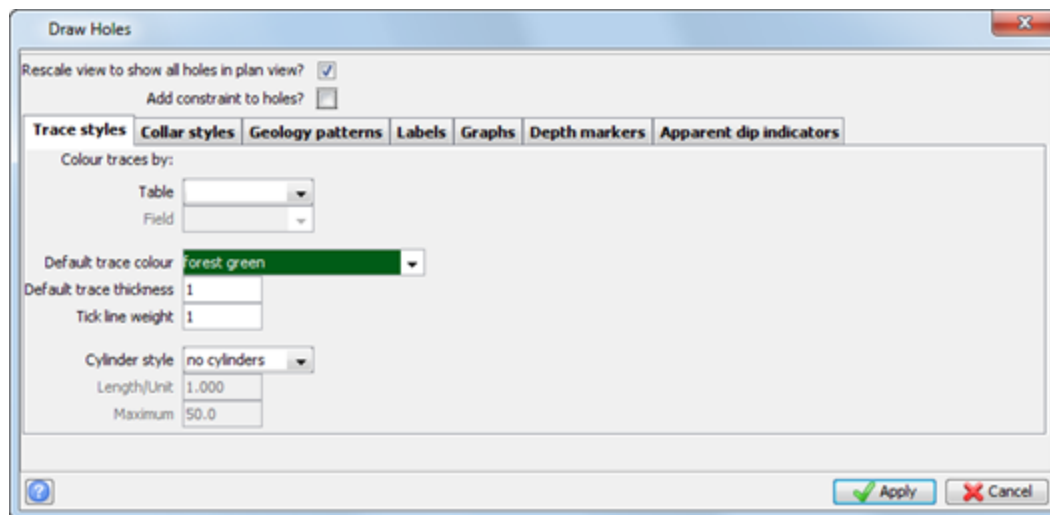 Draw Holes
Rescale view to show all holes in plan view?
Add constraint to holes?
Trace styles Collar styles Geology patterns Labels Graphs Depth markers Apparent dip indicators
Colour traces by:
Table
Field
Default trace colour forest green
Default trace thickness 1
Tick line weight 1
Cylinder style no cylinders
Length/Unit 1.000
Maximum 50.0
? Apply Cancel